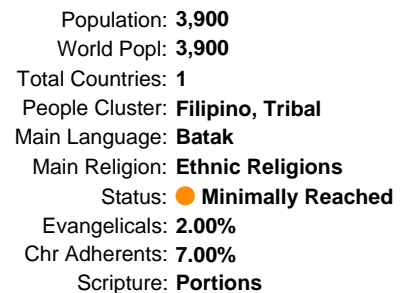 Population: 3,900
World Popl: 3,900
Total Countries: 1
People Cluster: Filipino, Tribal
Main Language: Batak
Main Religion: Ethnic Religions
Status: Minimally Reached
Evangelicals: 2.00%
Chr Adherents: 7.00%
Scripture: Portions